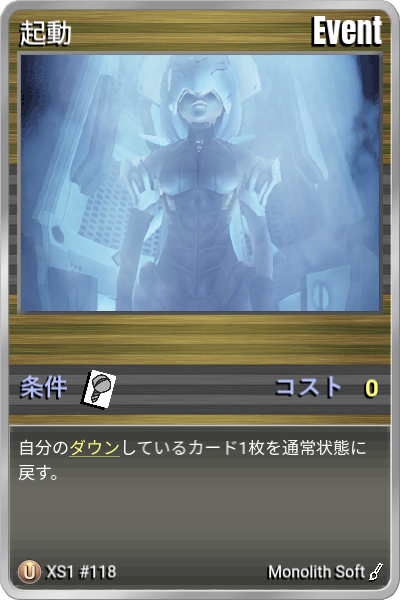 起動
Event
条件
コスト 0
自分のダウンしているカード1枚を通常状態に
戻す。
U XS1 #118
Monolith Soft